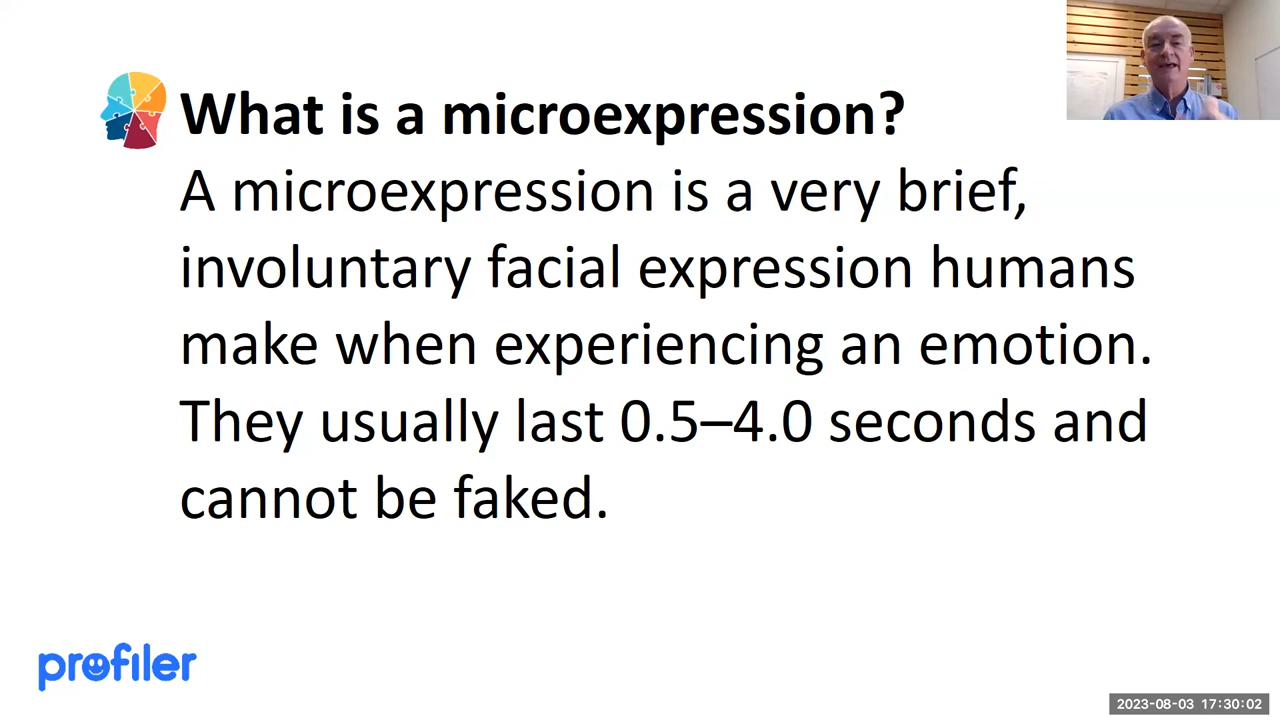 What is a microexpression?
A microexpression is a very brief,
involuntary facial expression humans
make when experiencing an emotion.
They usually last 0.5–4.0 seconds and
cannot be faked.
profiler
2023-08-03 17:30:02